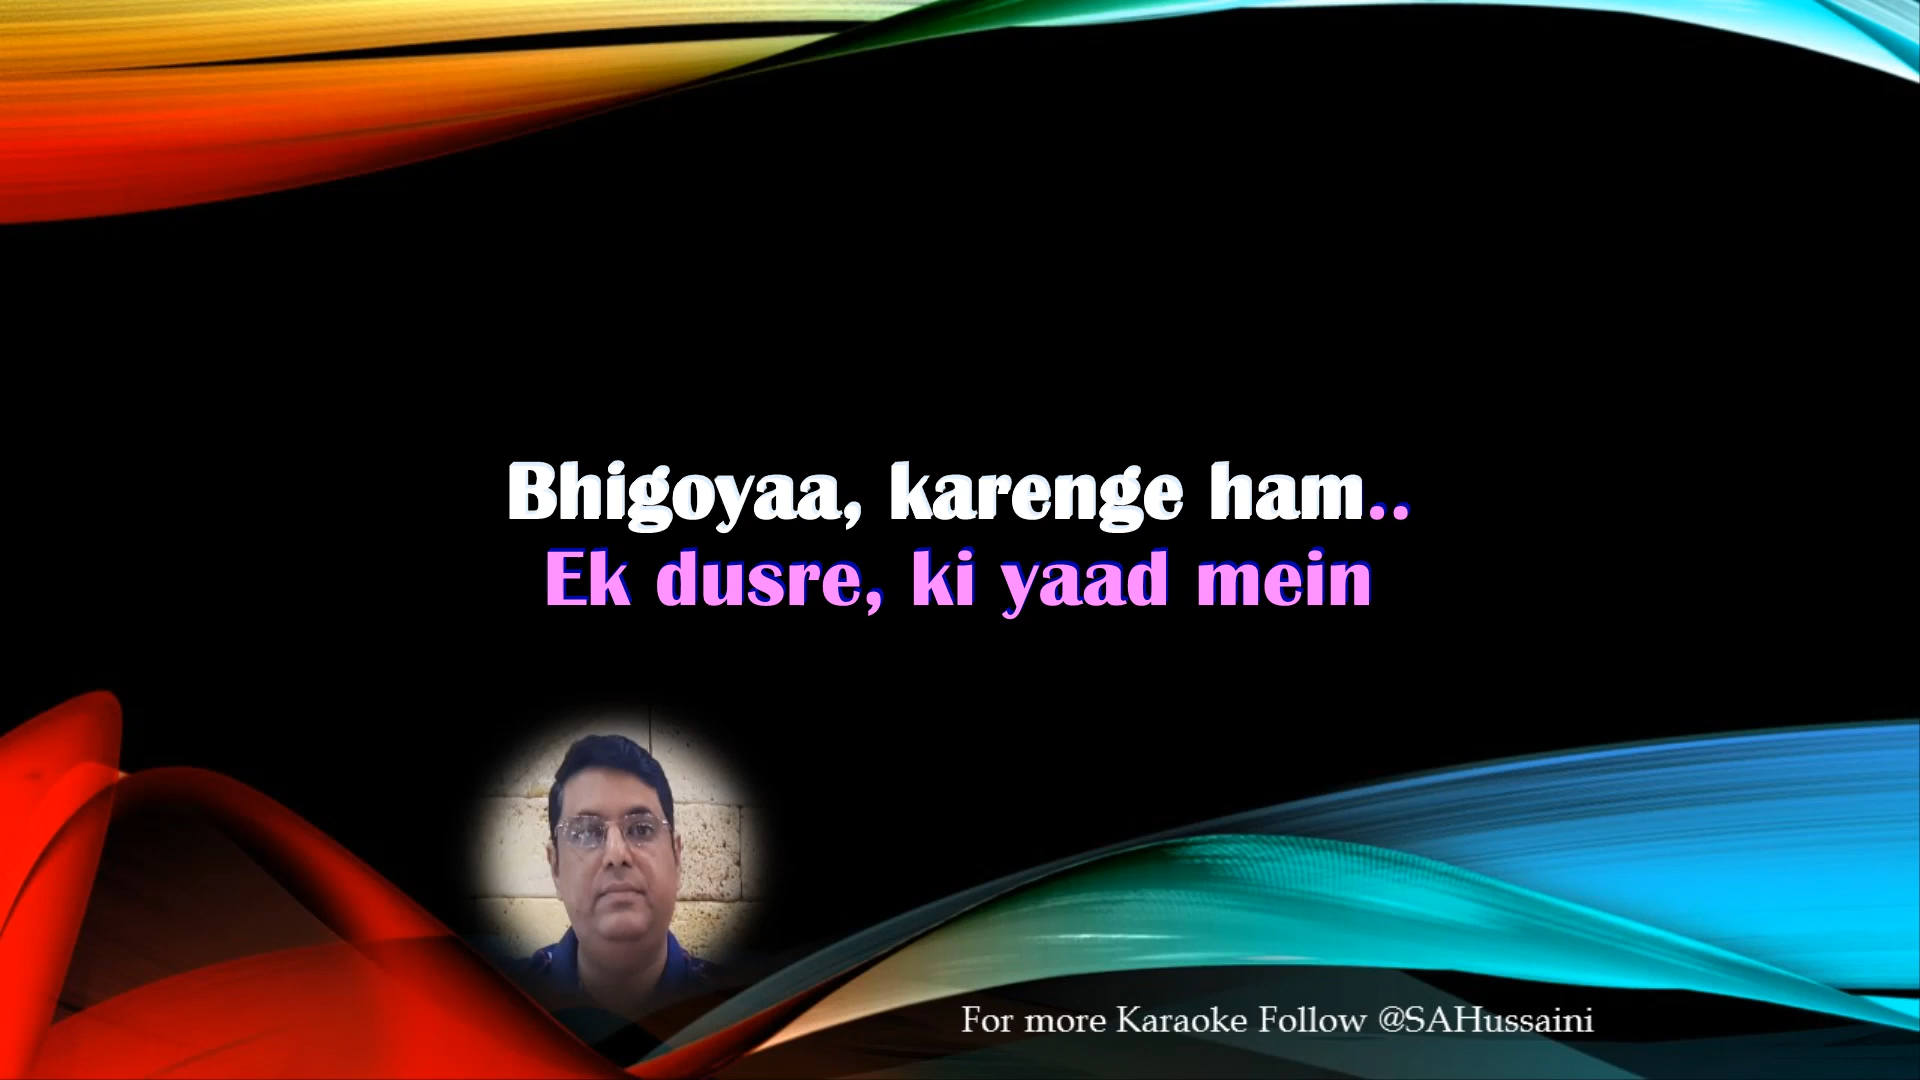 Bhigoyaa, karenge ham..
Ek dusre, ki yaad mein
For more Karaoke Follow @SAHussaini